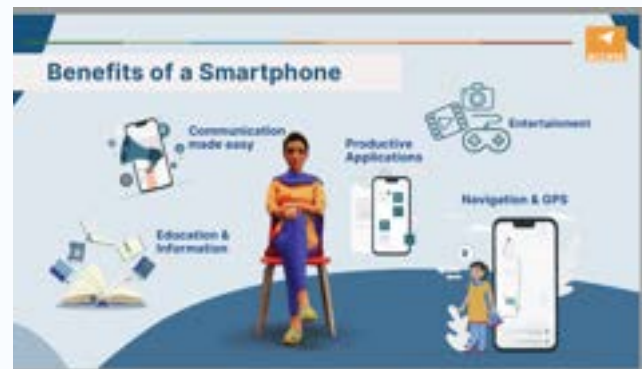 Benefits of a Smartphone
Communication
made easy
Productive
Applications
Entertainment
Navigation & GPS
Education &
Information